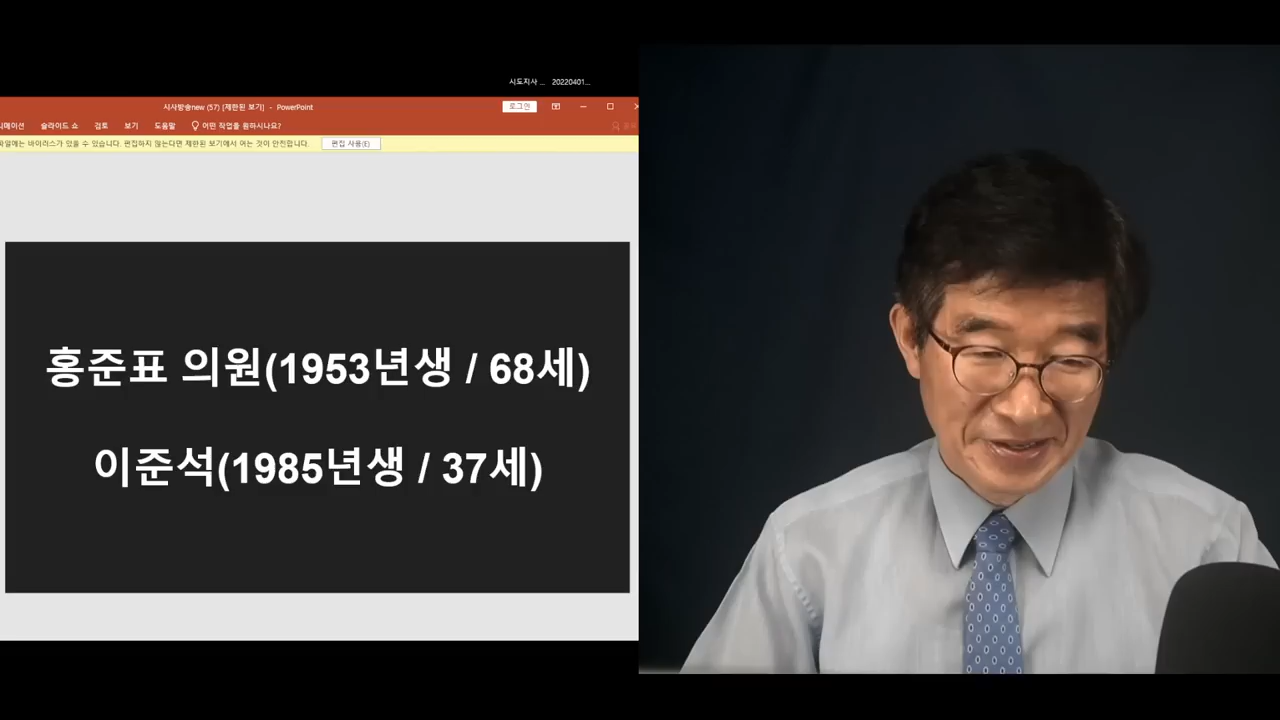 시도지사 ... 20220401...
시사방송new (57) [제한된 보기] - PowerPoint
로그인
니메이션 슬라이드 쇼 검토 보기 도움말 어떤 작업을 원하시나요?
공유
파일에는 바이러스가 있을 수 있습니다. 편집하지 않는다면 제한된 보기에서 여는 것이 안전합니다. 편집 사용(E)
홍준표 의원(1953년생 / 68세)
이준석(1985년생 / 37세)